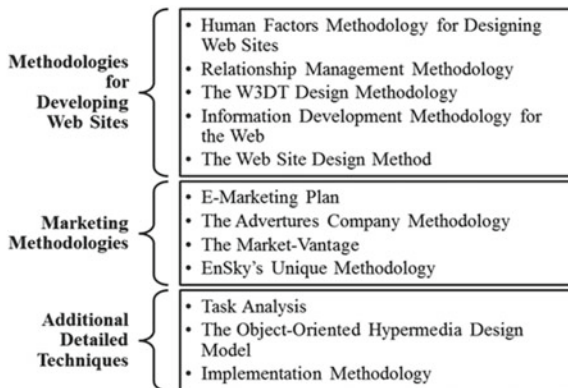 Methodologies
for
Developing
Web Sites
• Human Factors Methodology for Designing
Web Sites
• Relationship Management Methodology
• The W3DT Design Methodology
• Information Development Methodology for
the Web
• The Web Site Design Method
Marketing
Methodologies
• E-Marketing Plan
• The Advertures Company Methodology
• The Market-Vantage
• EnSky's Unique Methodology
Additional
Detailed
Techniques
• Task Analysis
• The Object-Oriented Hypermedia Design
Model
• Implementation Methodology